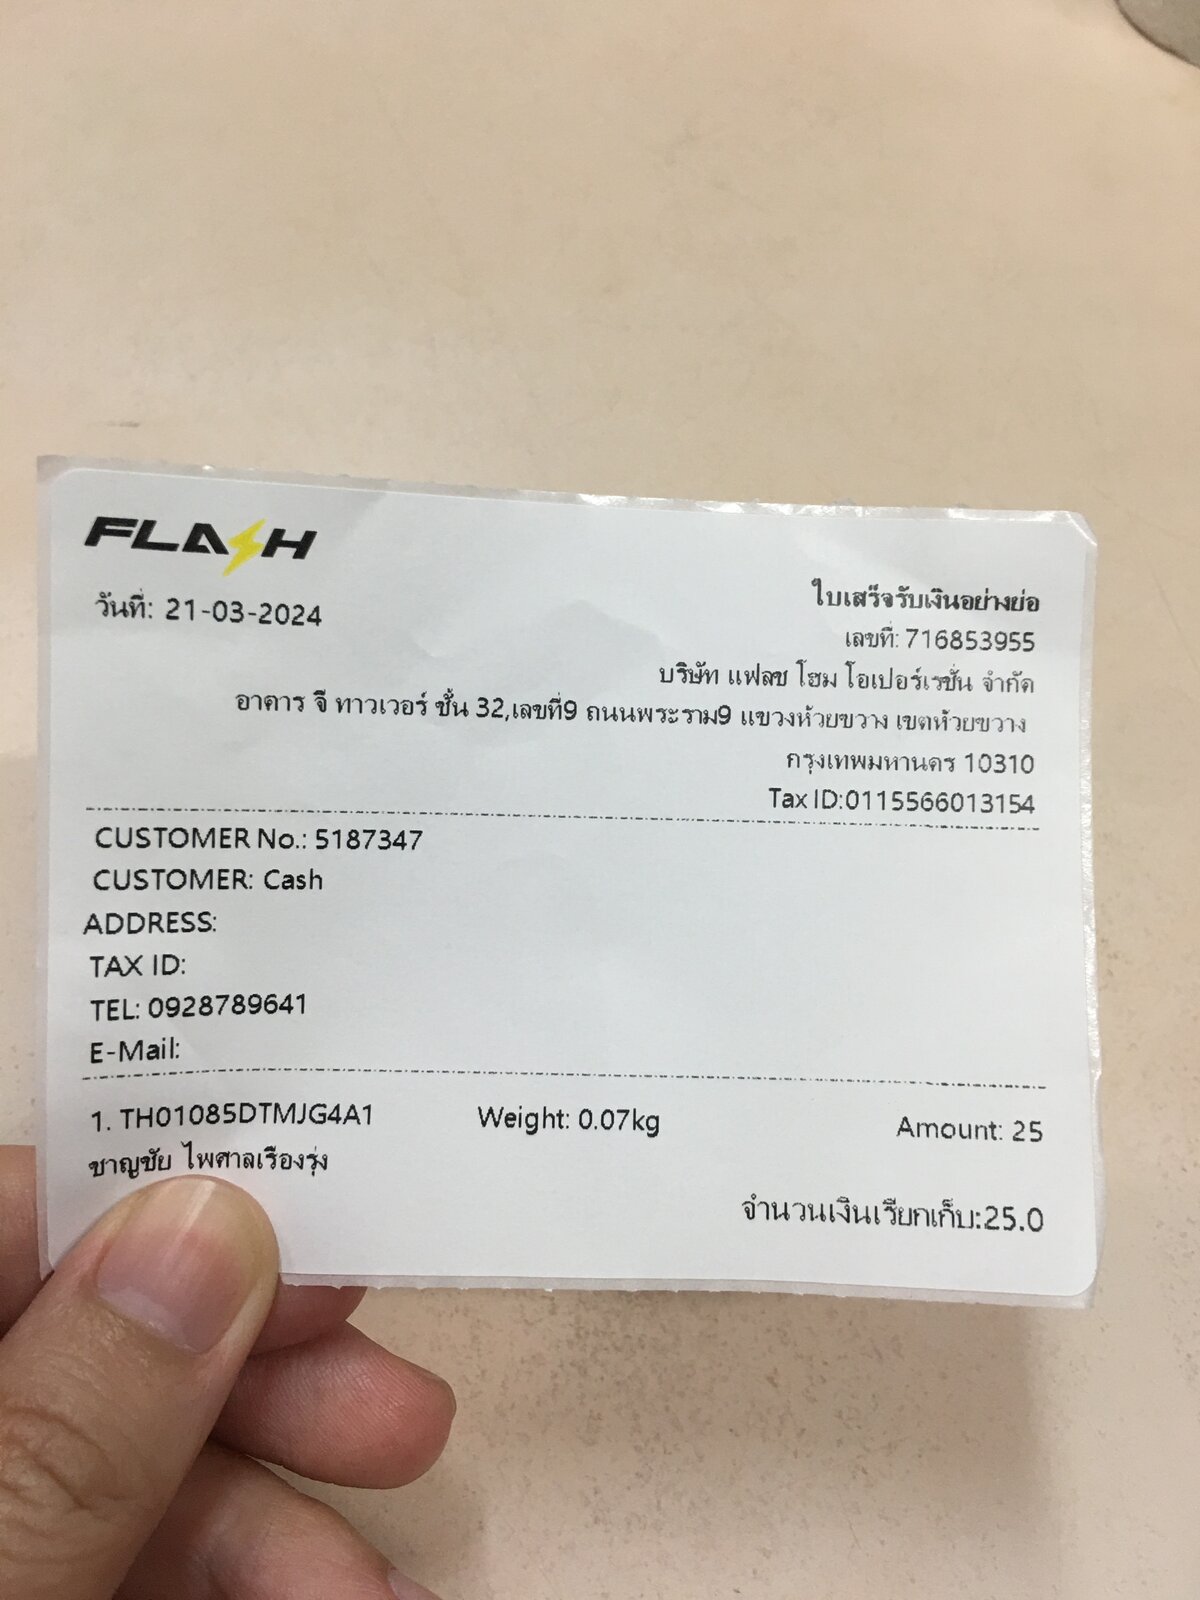 FLASH
วันที่: 21-03-2024
ใบเสร็จรับเงินอย่างย่อ
เลขที่: 716853955
บริษัท แฟลช โฮม โอเปอร์เรชั่น จำกัด
อาคาร จี ทาวเวอร์ ชั้น 32,เลขที่9 ถนนพระราม9 แขวงห้วยขวาง เขตห้วยขวาง
กรุงเทพมหานคร 10310
Tax ID:0115566013154
CUSTOMER No.: 5187347
CUSTOMER: Cash
ADDRESS:
TAX ID:
TEL: 0928789641
E-Mail:
1. TH01085DTMJG4A1 Weight: 0.07kg Amount: 25
ชาญชัย ไพศาลเรืองรุ่ง
จำนวนเงินเรียกเก็บ:25.0